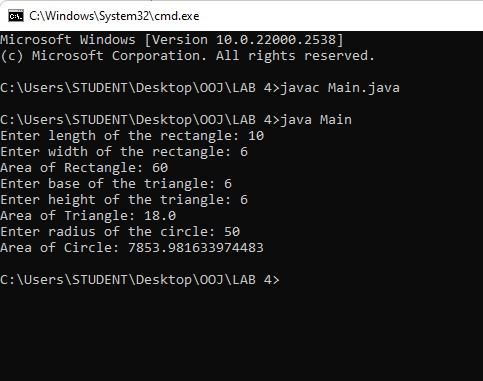 C:\Windows\System32\cmd.exe
Microsoft Windows [Version 10.0.22000.2538]
(c) Microsoft Corporation. All rights reserved.
C:\Users\STUDENT\Desktop\OOJ\LAB 4>javac Main.java
C:\Users\STUDENT\Desktop\OOJ\LAB 4>java Main
Enter length of the rectangle: 10
Enter width of the rectangle: 6
Area of Rectangle: 60
Enter base of the triangle: 6
Enter height of the triangle: 6
Area of Triangle: 18.0
Enter radius of the circle: 50
Area of Circle: 7853.981633974483
C:\Users\STUDENT\Desktop\OOJ\LAB 4>